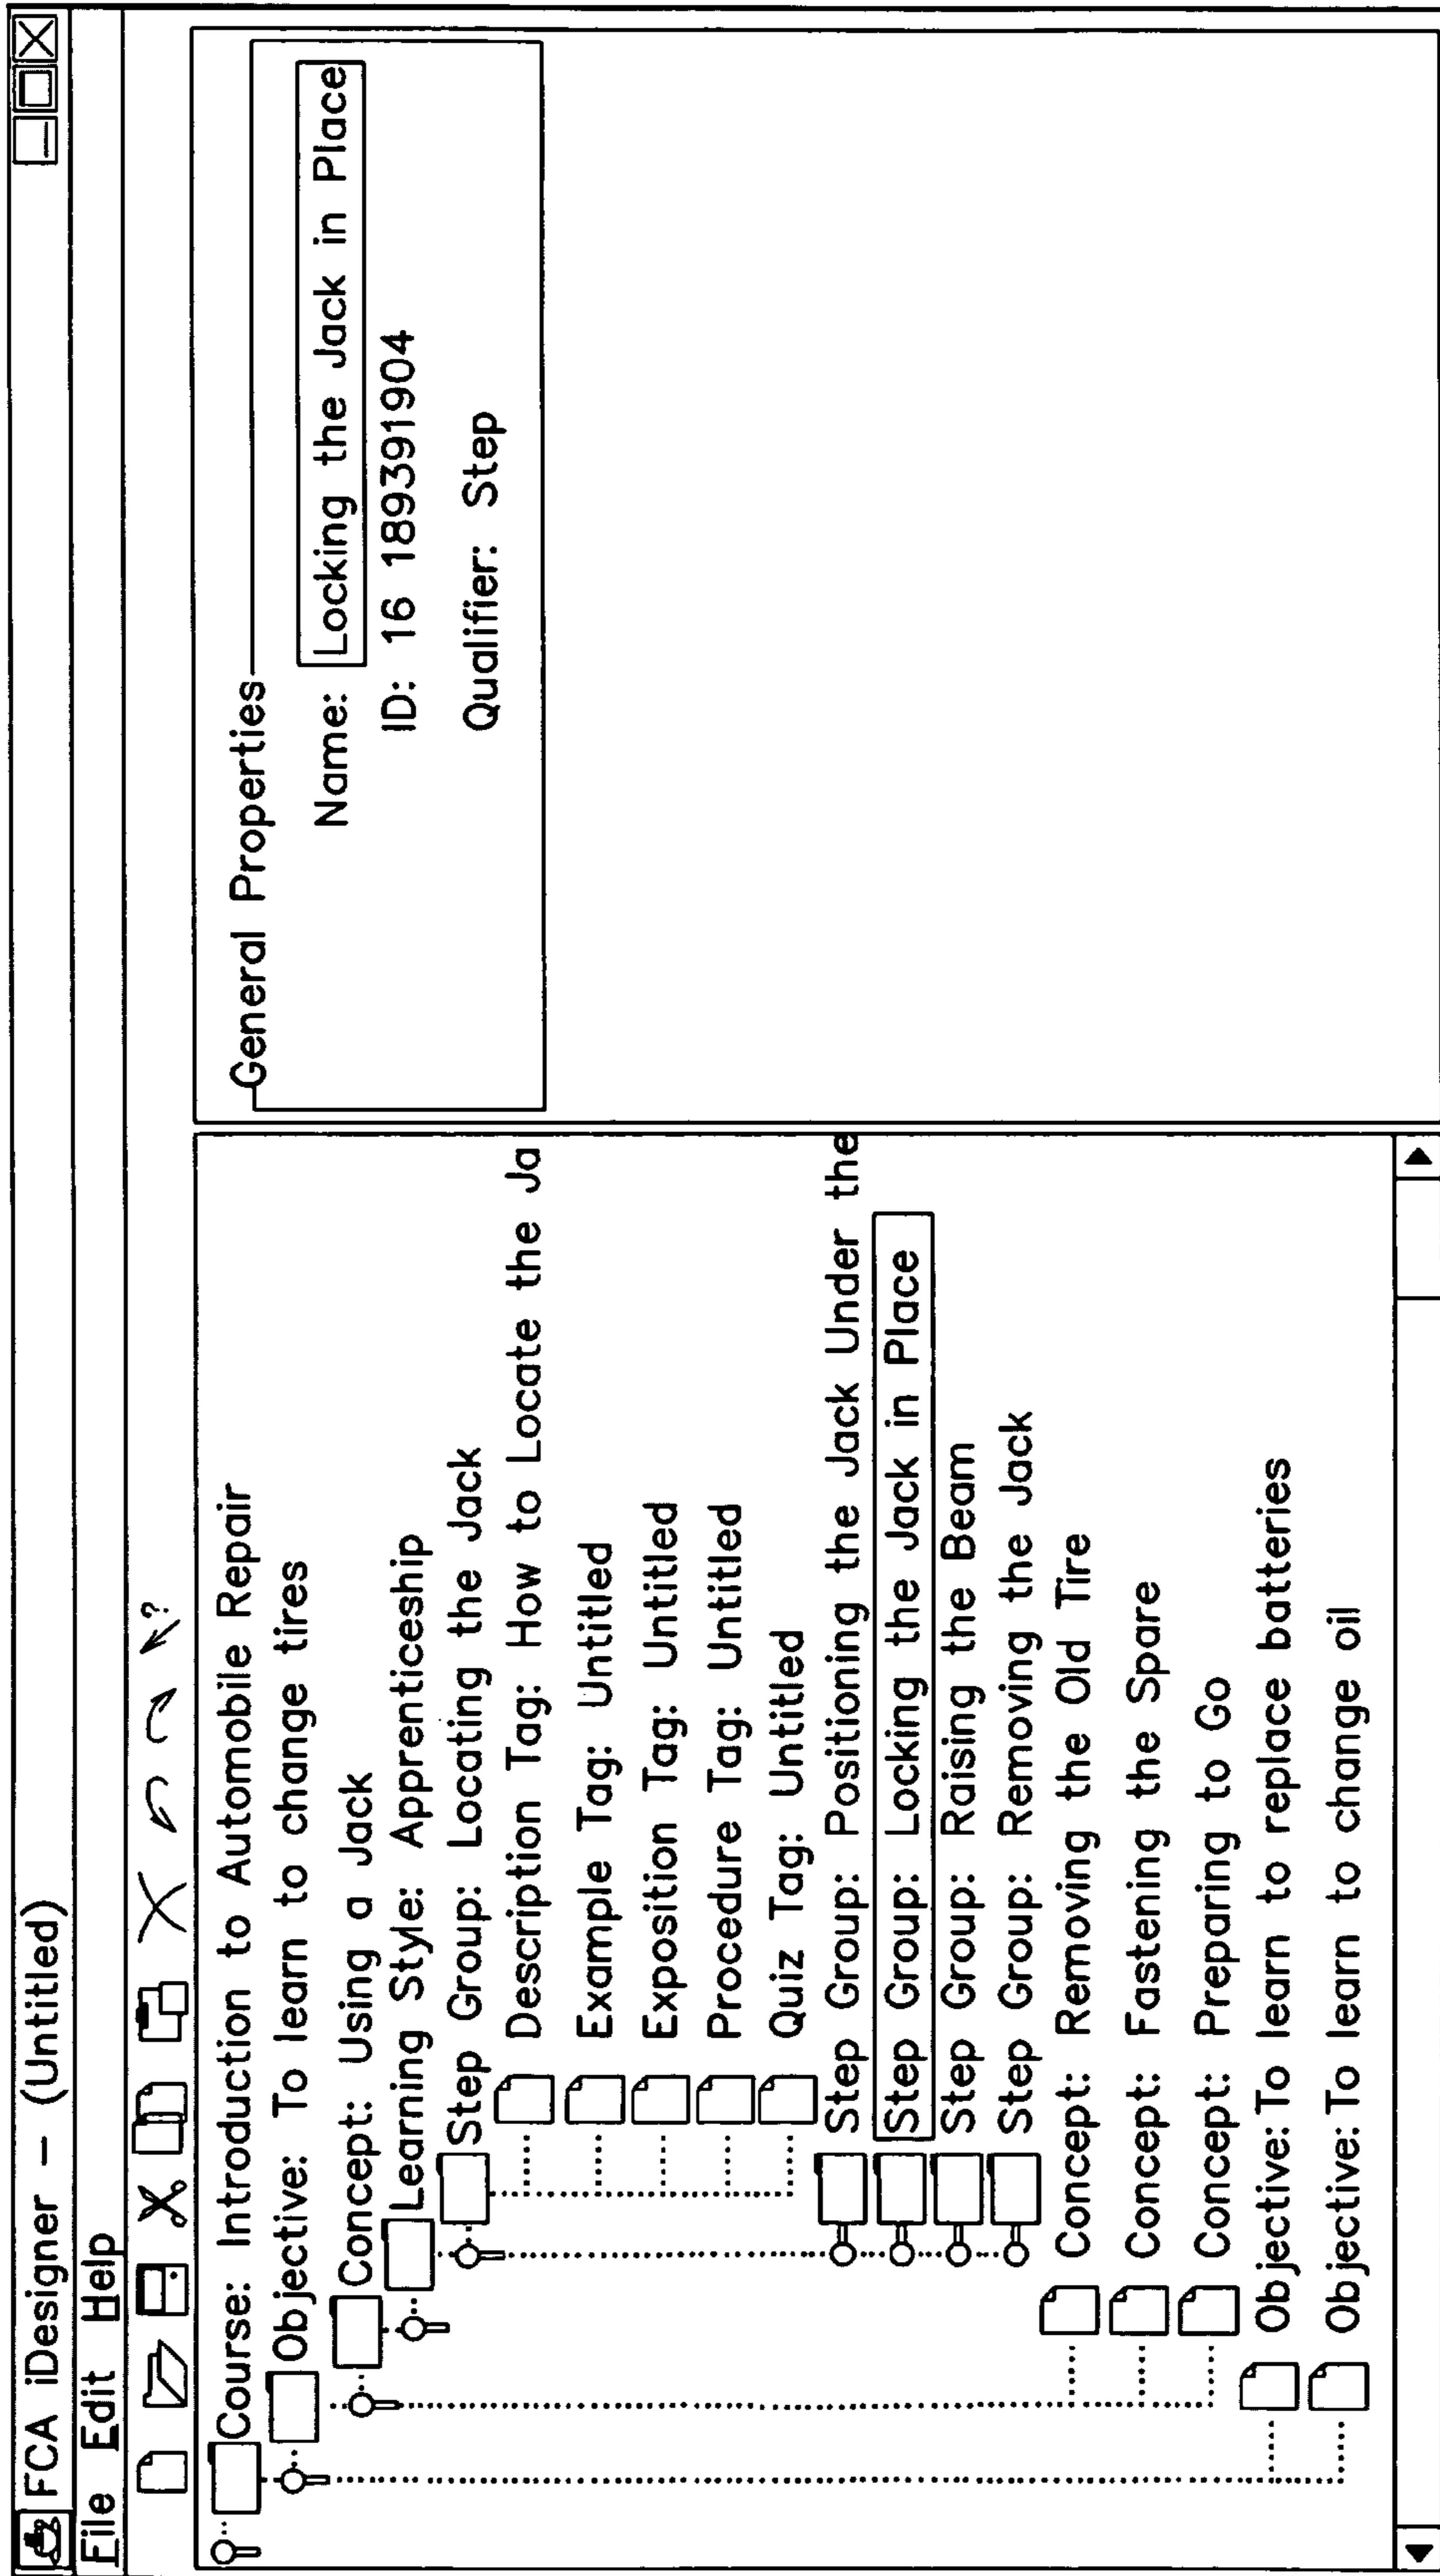 FCA iDesigner – (Untitled)
File Edit Help
?
Course: Introduction to Automobile Repair
Objective: To learn to change tires
Concept: Using a Jack
Learning Style: Apprenticeship
Step Group: Locating the Jack
Description Tag: How to Locate the Ja
Example Tag: Untitled
Exposition Tag: Untitled
Procedure Tag: Untitled
Quiz Tag: Untitled
Step Group: Positioning the Jack Under the
Step Group: Locking the Jack in Place
Step Group: Raising the Beam
Step Group: Removing the Jack
Concept: Removing the Old Tire
Concept: Fastening the Spare
Concept: Preparing to Go
Objective: To learn to replace batteries
Objective: To learn to change oil
General Properties
Name: Locking the Jack in Place
ID: 16 189391904
Qualifier: Step